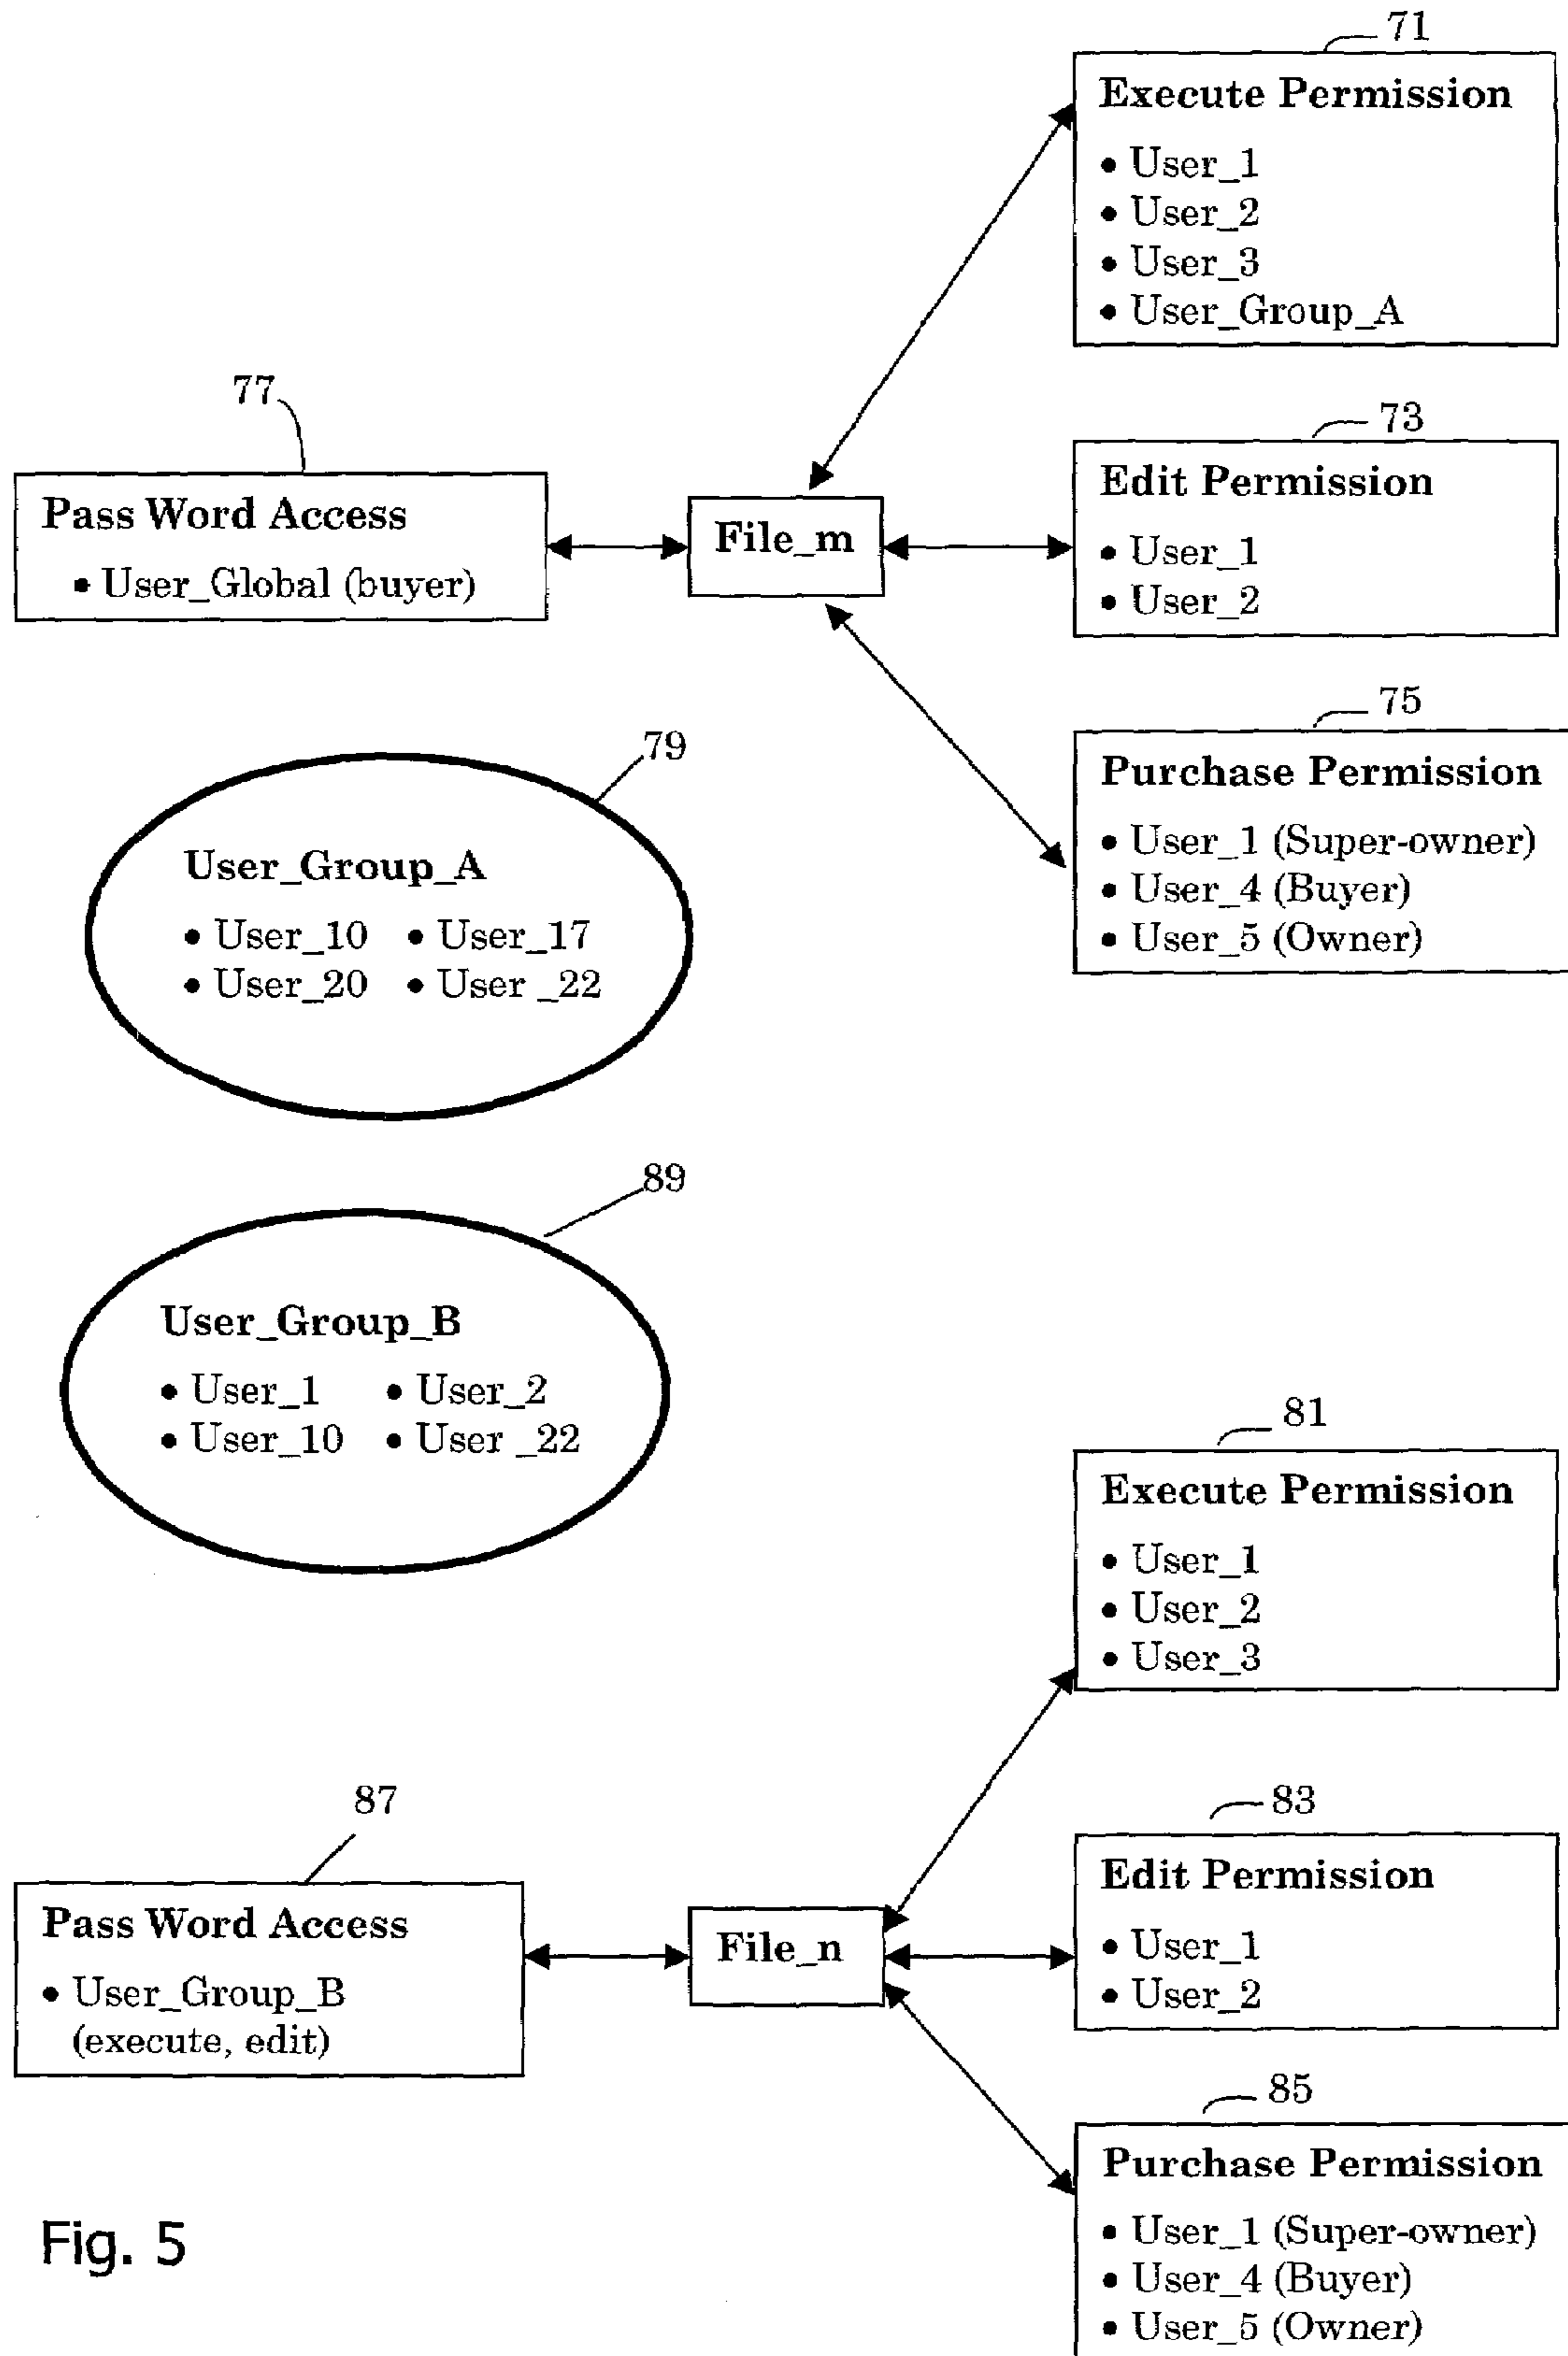 71
Execute Permission
• User_1
• User_2
• User_3
• User_Group_A
77
Pass Word Access
• User_Global (buyer)
File_m
73
Edit Permission
• User_1
• User_2
75
Purchase Permission
• User_1 (Super-owner)
• User_4 (Buyer)
• User_5 (Owner)
79
User_Group_A
• User_10 • User_17
• User_20 • User _22
89
User_Group_B
• User_1 • User_2
• User_10 • User _22
81
Execute Permission
• User_1
• User_2
• User_3
87
Pass Word Access
• User_Group_B
(execute, edit)
File_n
83
Edit Permission
• User_1
• User_2
85
Purchase Permission
• User_1 (Super-owner)
• User_4 (Buyer)
• User_5 (Owner)
Fig. 5